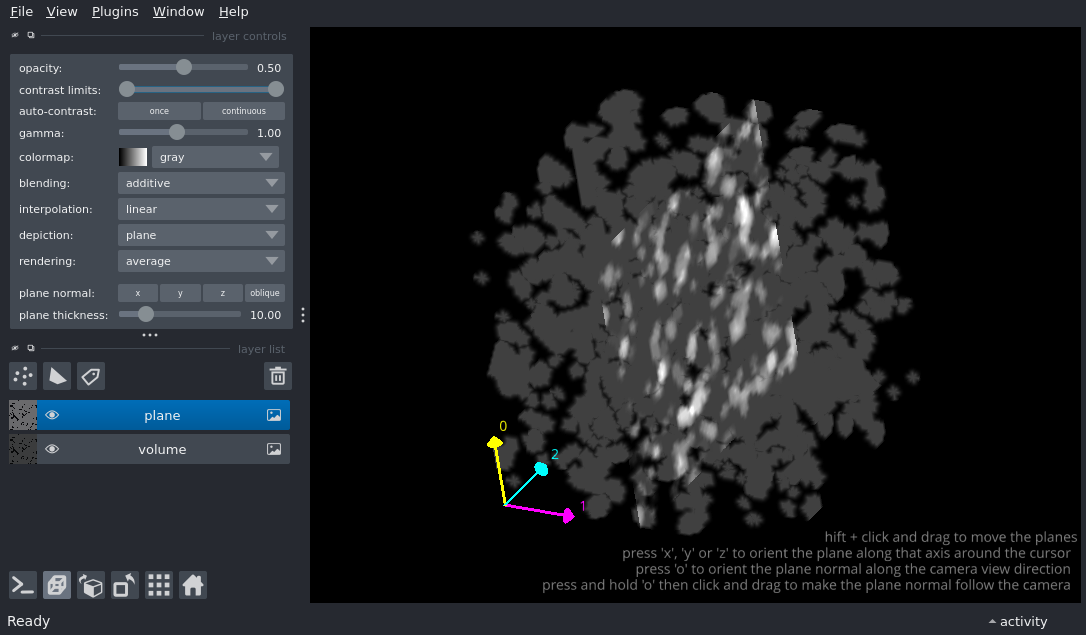 File View Plugins Window Help
layer controls
opacity: 0.50
contrast limits:
auto-contrast: once continuous
gamma: 1.00
colormap: gray
blending: additive
interpolation: linear
depiction: plane
rendering: average
plane normal: x y z oblique
plane thickness: 10.00
layer list
plane
volume
0
2
1
hift + click and drag to move the planes
press 'x', 'y' or 'z' to orient the plane along that axis around the cursor
press 'o' to orient the plane normal along the camera view direction
press and hold 'o' then click and drag to make the plane normal follow the camera
Ready activity